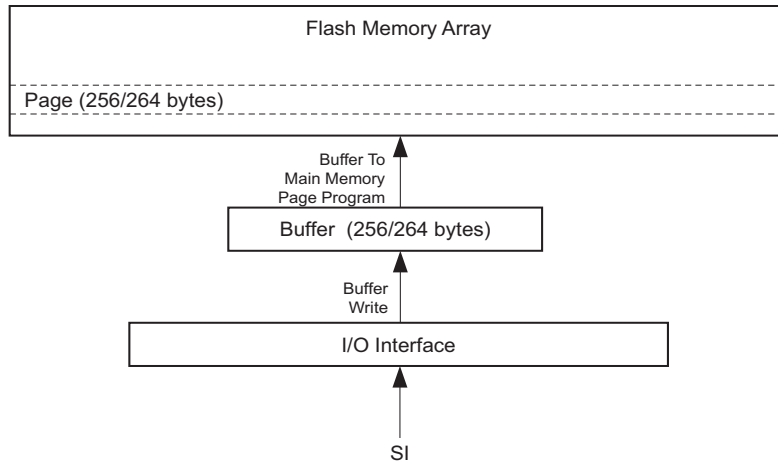 Flash Memory Array
Page (256/264 bytes)
Buffer To
Main Memory
Page Program
Buffer (256/264 bytes)
Buffer
Write
I/O Interface
SI